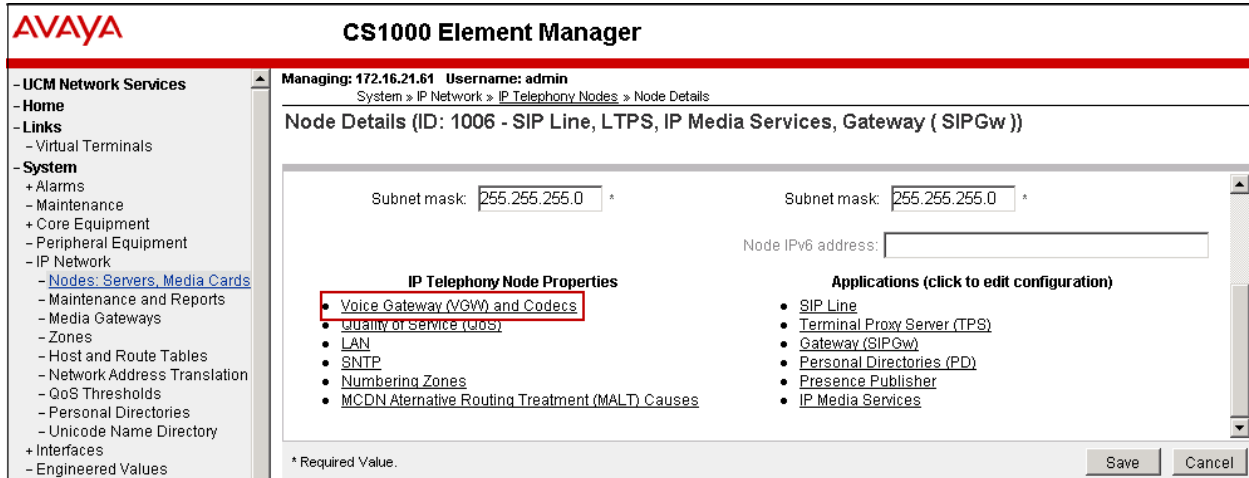 AVAYA
CS1000 Element Manager
- UCM Network Services
- Home
- Links
- Virtual Terminals
- System
+ Alarms
- Maintenance
+ Core Equipment
- Peripheral Equipment
- IP Network
- Nodes: Servers, Media Cards
- Maintenance and Reports
- Media Gateways
- Zones
- Host and Route Tables
- Network Address Translation
- QoS Thresholds
- Personal Directories
- Unicode Name Directory
+ Interfaces
- Engineered Values
Managing: 172.16.21.61 Username: admin
System » IP Network » IP Telephony Nodes » Node Details
Node Details (ID: 1006 - SIP Line, LTPS, IP Media Services, Gateway ( SIPGw ))
Subnet mask: 255.255.255.0 *
Subnet mask: 255.255.255.0 *
Node IPv6 address:
IP Telephony Node Properties
• Voice Gateway (VGW) and Codecs
• Quality of Service (QoS)
• LAN
• SNTP
• Numbering Zones
• MCDN Aternative Routing Treatment (MALT) Causes
Applications (click to edit configuration)
• SIP Line
• Terminal Proxy Server (TPS)
• Gateway (SIPGw)
• Personal Directories (PD)
• Presence Publisher
• IP Media Services
* Required Value.
Save
Cancel